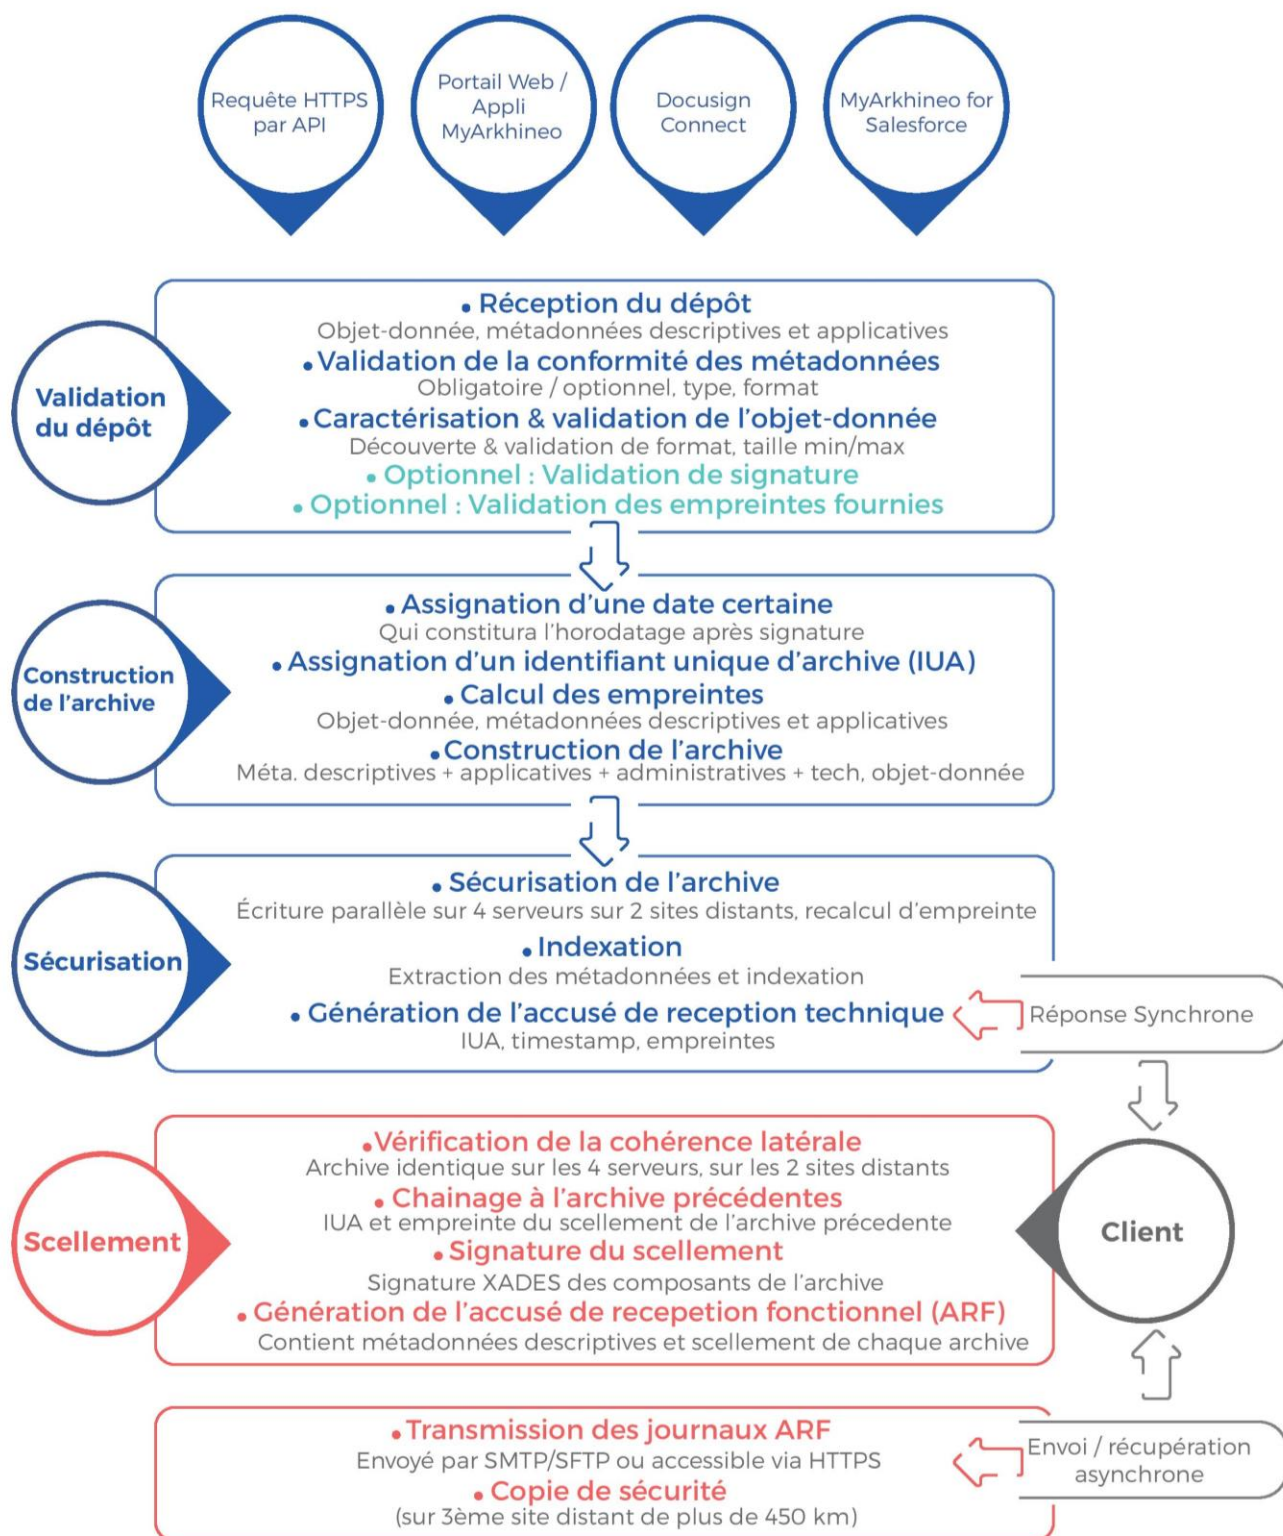 Requête HTTPS
par API
Portail Web /
Appli
MyArkhineo
Docusign
Connect
MyArkhineo for
Salesforce
Validation
du dépôt
• Réception du dépôt
Objet-donnée, métadonnées descriptives et applicatives
• Validation de la conformité des métadonnées
Obligatoire / optionnel, type, format
• Caractérisation & validation de l'objet-donnée
Découverte & validation de format, taille min/max
• Optionnel : Validation de signature
• Optionnel : Validation des empreintes fournies
Construction
de l'archive
• Assignation d'une date certaine
Qui constitura l'horodatage après signature
• Assignation d'un identifiant unique d'archive (IUA)
• Calcul des empreintes
Objet-donnée, métadonnées descriptives et applicatives
• Construction de l'archive
Méta. descriptives + applicatives + administratives + tech, objet-donnée
Sécurisation
• Sécurisation de l'archive
Écriture parallèle sur 4 serveurs sur 2 sites distants, recalcul d'empreinte
• Indexation
Extraction des métadonnées et indexation
• Génération de l'accusé de reception technique
IUA, timestamp, empreintes
Réponse Synchrone
Scellement
• Vérification de la cohérence latérale
Archive identique sur les 4 serveurs, sur les 2 sites distants
• Chainage à l'archive précédentes
IUA et empreinte du scellement de l'archive précedente
• Signature du scellement
Signature XADES des composants de l'archive
• Génération de l'accusé de recepetion fonctionnel (ARF)
Contient métadonnées descriptives et scellement de chaque archive
Client
• Transmission des journaux ARF
Envoyé par SMTP/SFTP ou accessible via HTTPS
• Copie de sécurité
(sur 3ème site distant de plus de 450 km)
Envoi / récupération
asynchrone